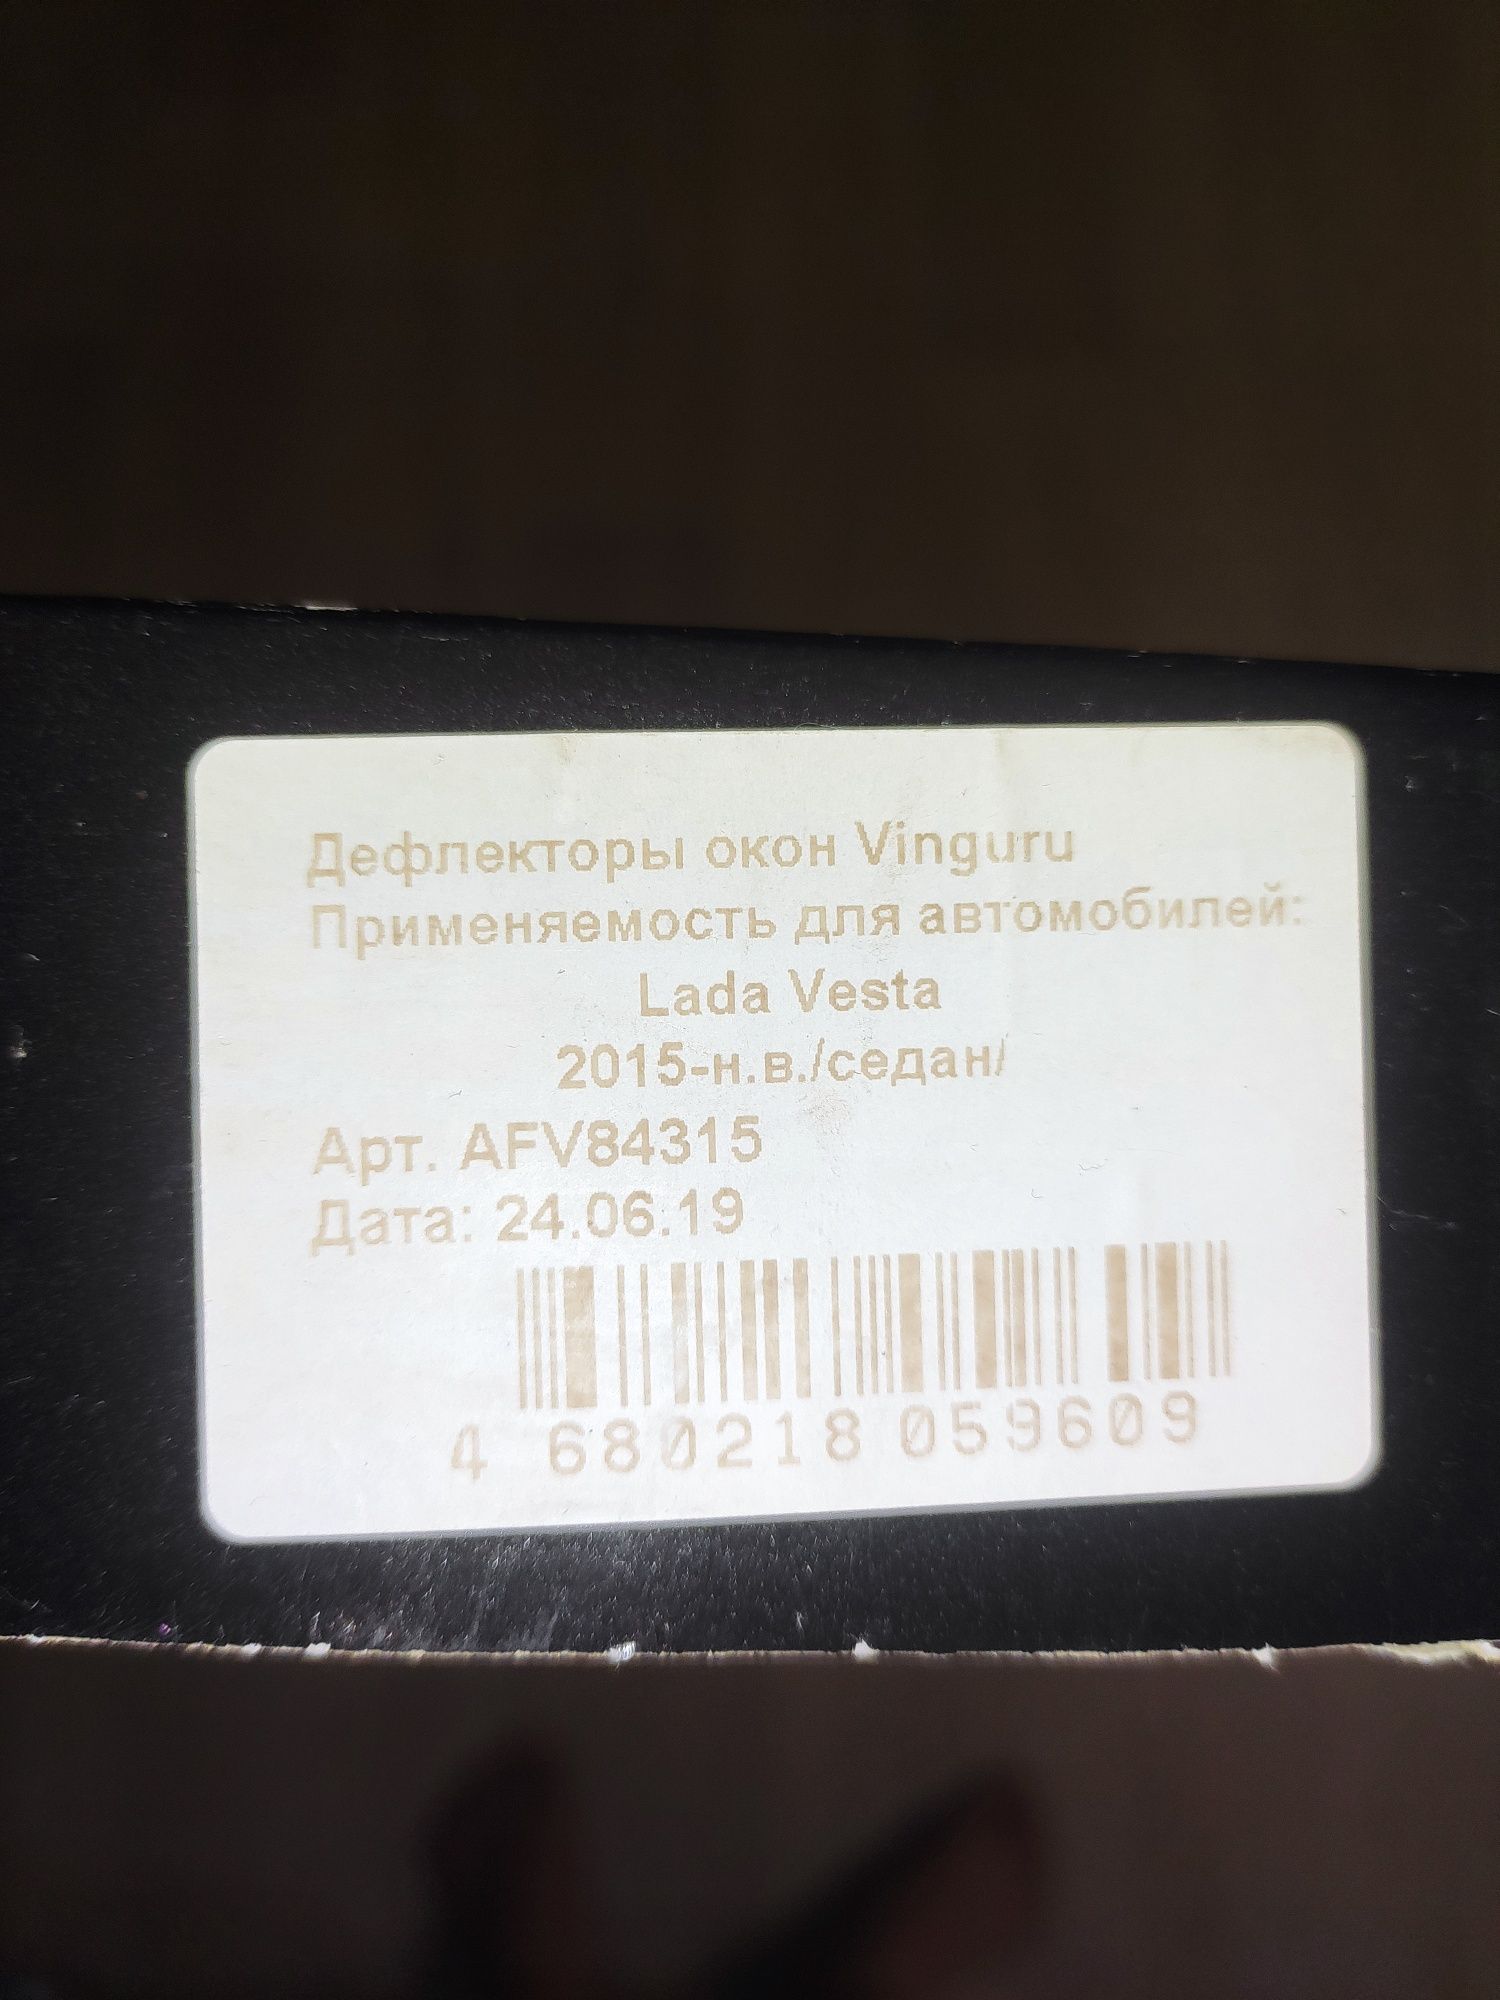 Дефлекторы окон Vinguru
Применяемость для автомобилей:
Lada Vesta
2015-н.в./седан/
Арт. AFV84315
Дата: 24.06.19
4 680218 059609